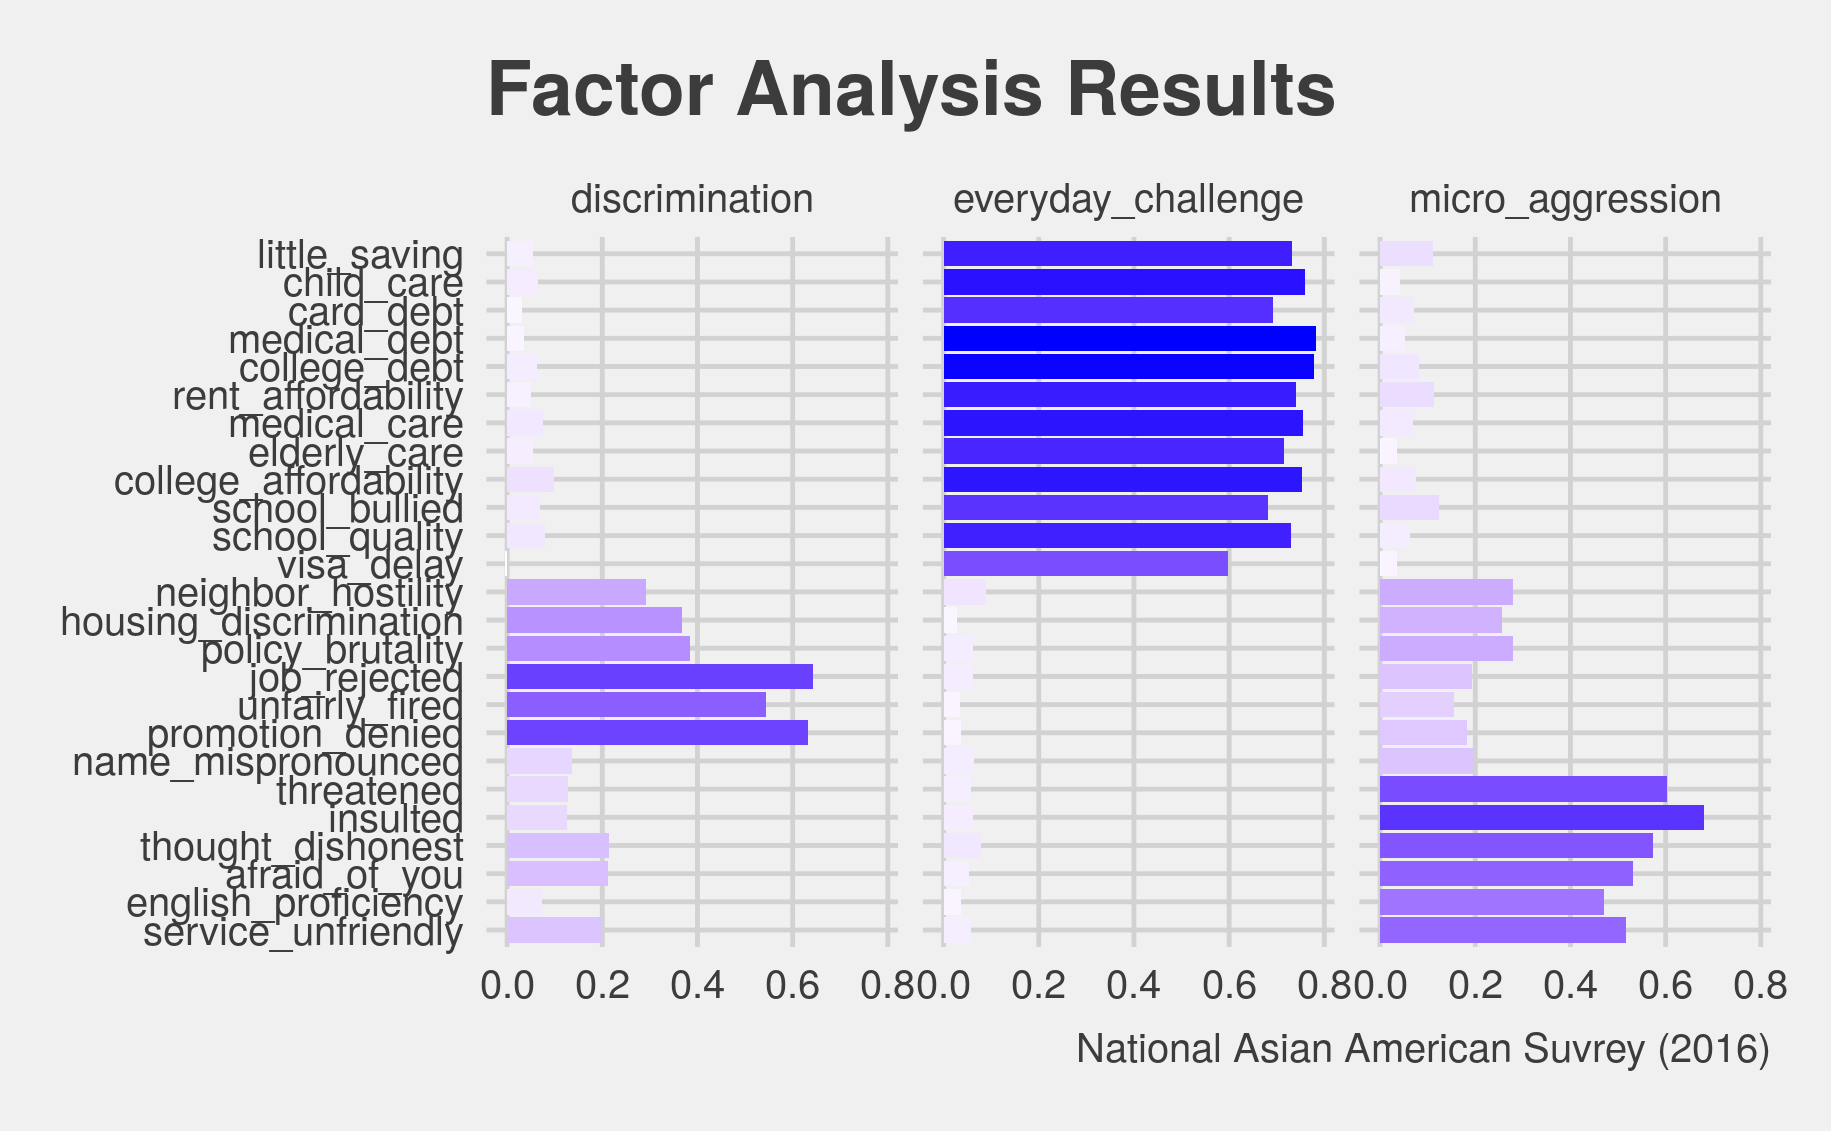 Factor Analysis Results
discrimination everyday_challenge micro_aggression
little_saving
child_care
card_debt
medical_debt
college_debt
rent_affordability
medical_care
elderly_care
college_affordability
school_bullied
school_quality
visa_delay
neighbor_hostility
housing_discrimination
policy_brutality
job_rejected
unfairly_fired
promotion_denied
name_mispronounced
threatened
insulted
thought_dishonest
afraid_of_you
english_proficiency
service_unfriendly
0.0 0.2 0.4 0.6 0.8 0.0 0.2 0.4 0.6 0.8 0.0 0.2 0.4 0.6 0.8
National Asian American Suvrey (2016)